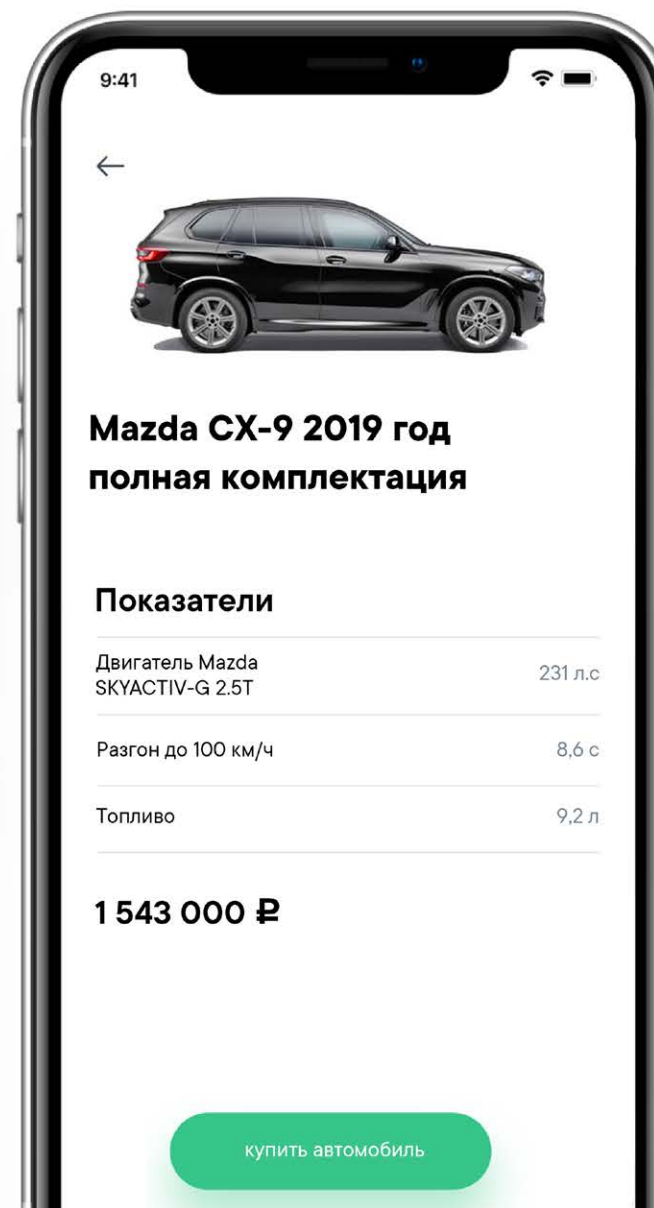 9:41
Mazda CX-9 2019 год
полная комплектация
Показатели
Двигатель Mazda
SKYACTIV-G 2.5T
231 л.с
Разгон до 100 км/ч
8,6 с
Топливо
9,2 л
1 543 000 ₽
купить автомобиль